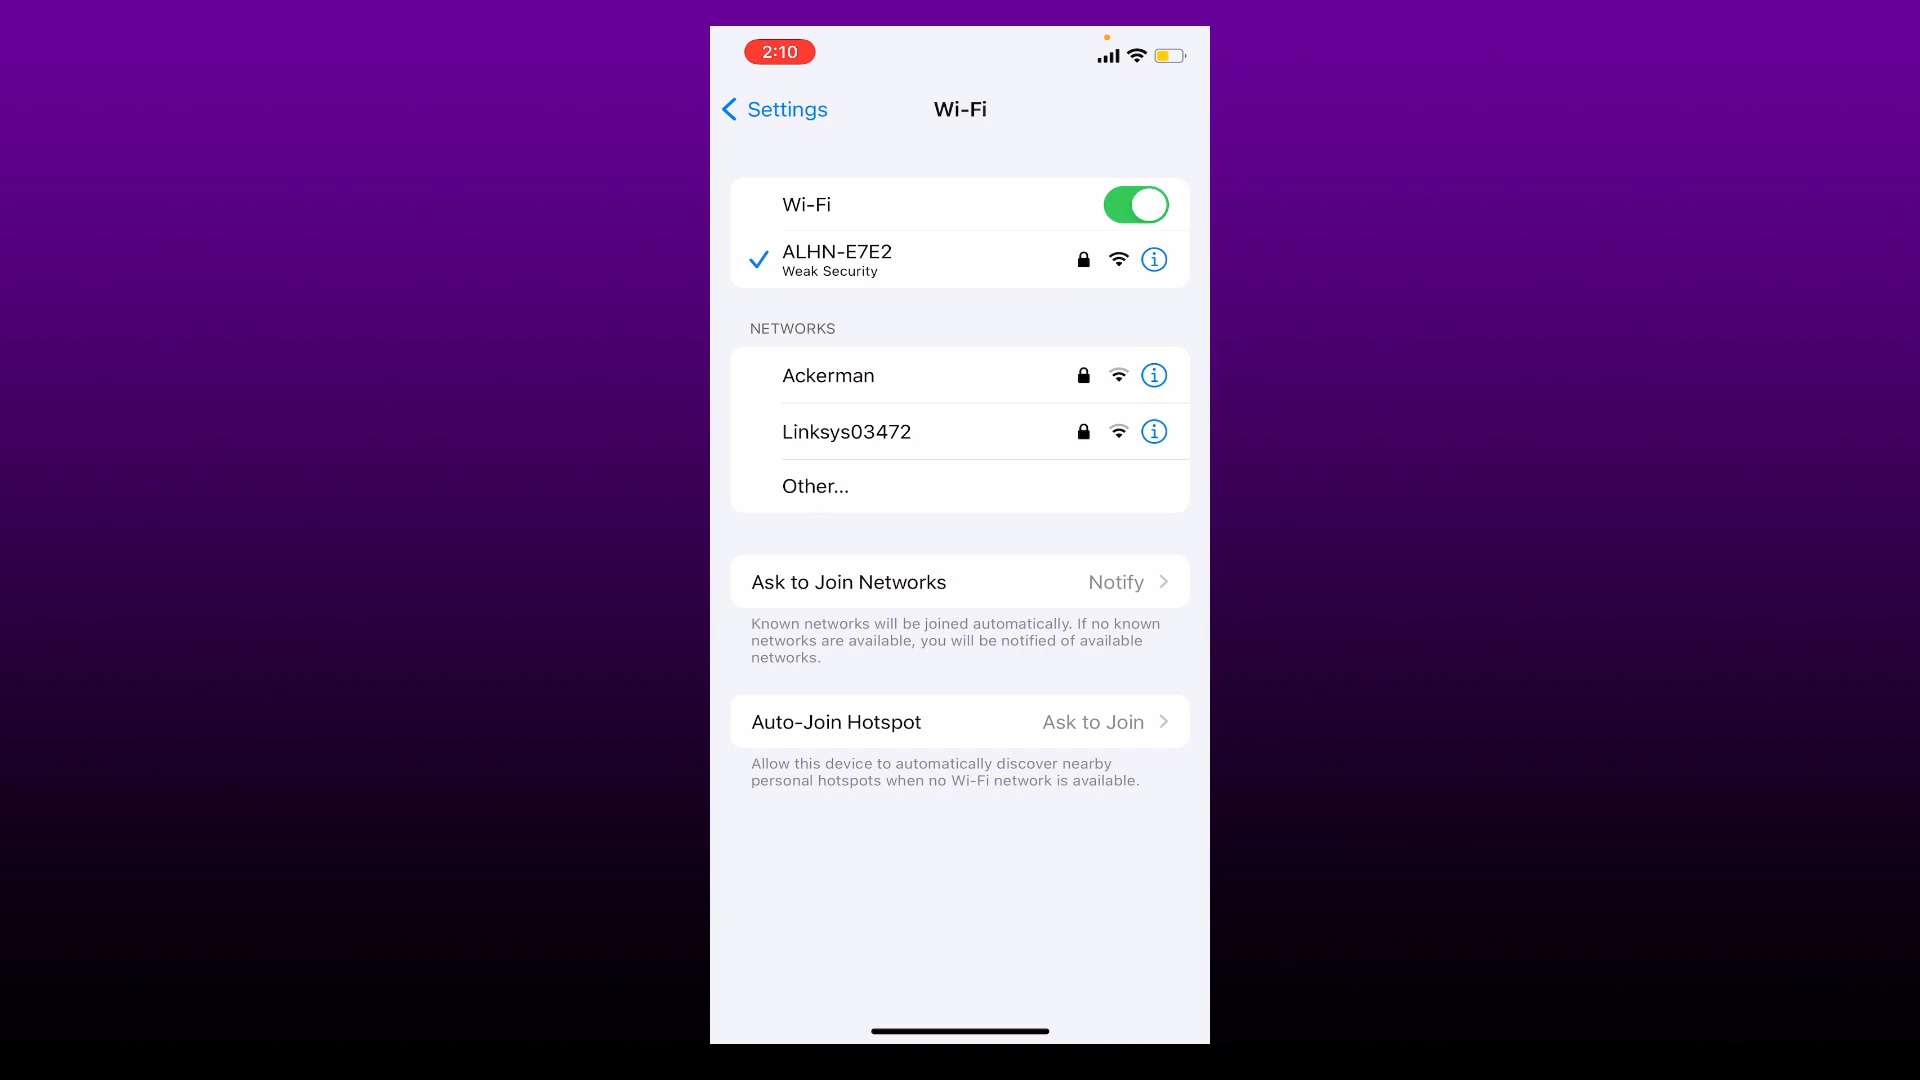 2:10
Settings
Wi-Fi
Wi-Fi
ALHN-E7E2
Weak Security
NETWORKS
Ackerman
Linksys03472
Other...
Ask to Join Networks Notify
Known networks will be joined automatically. If no known
networks are available, you will be notified of available
networks.
Auto-Join Hotspot Ask to Join
Allow this device to automatically discover nearby
personal hotspots when no Wi-Fi network is available.